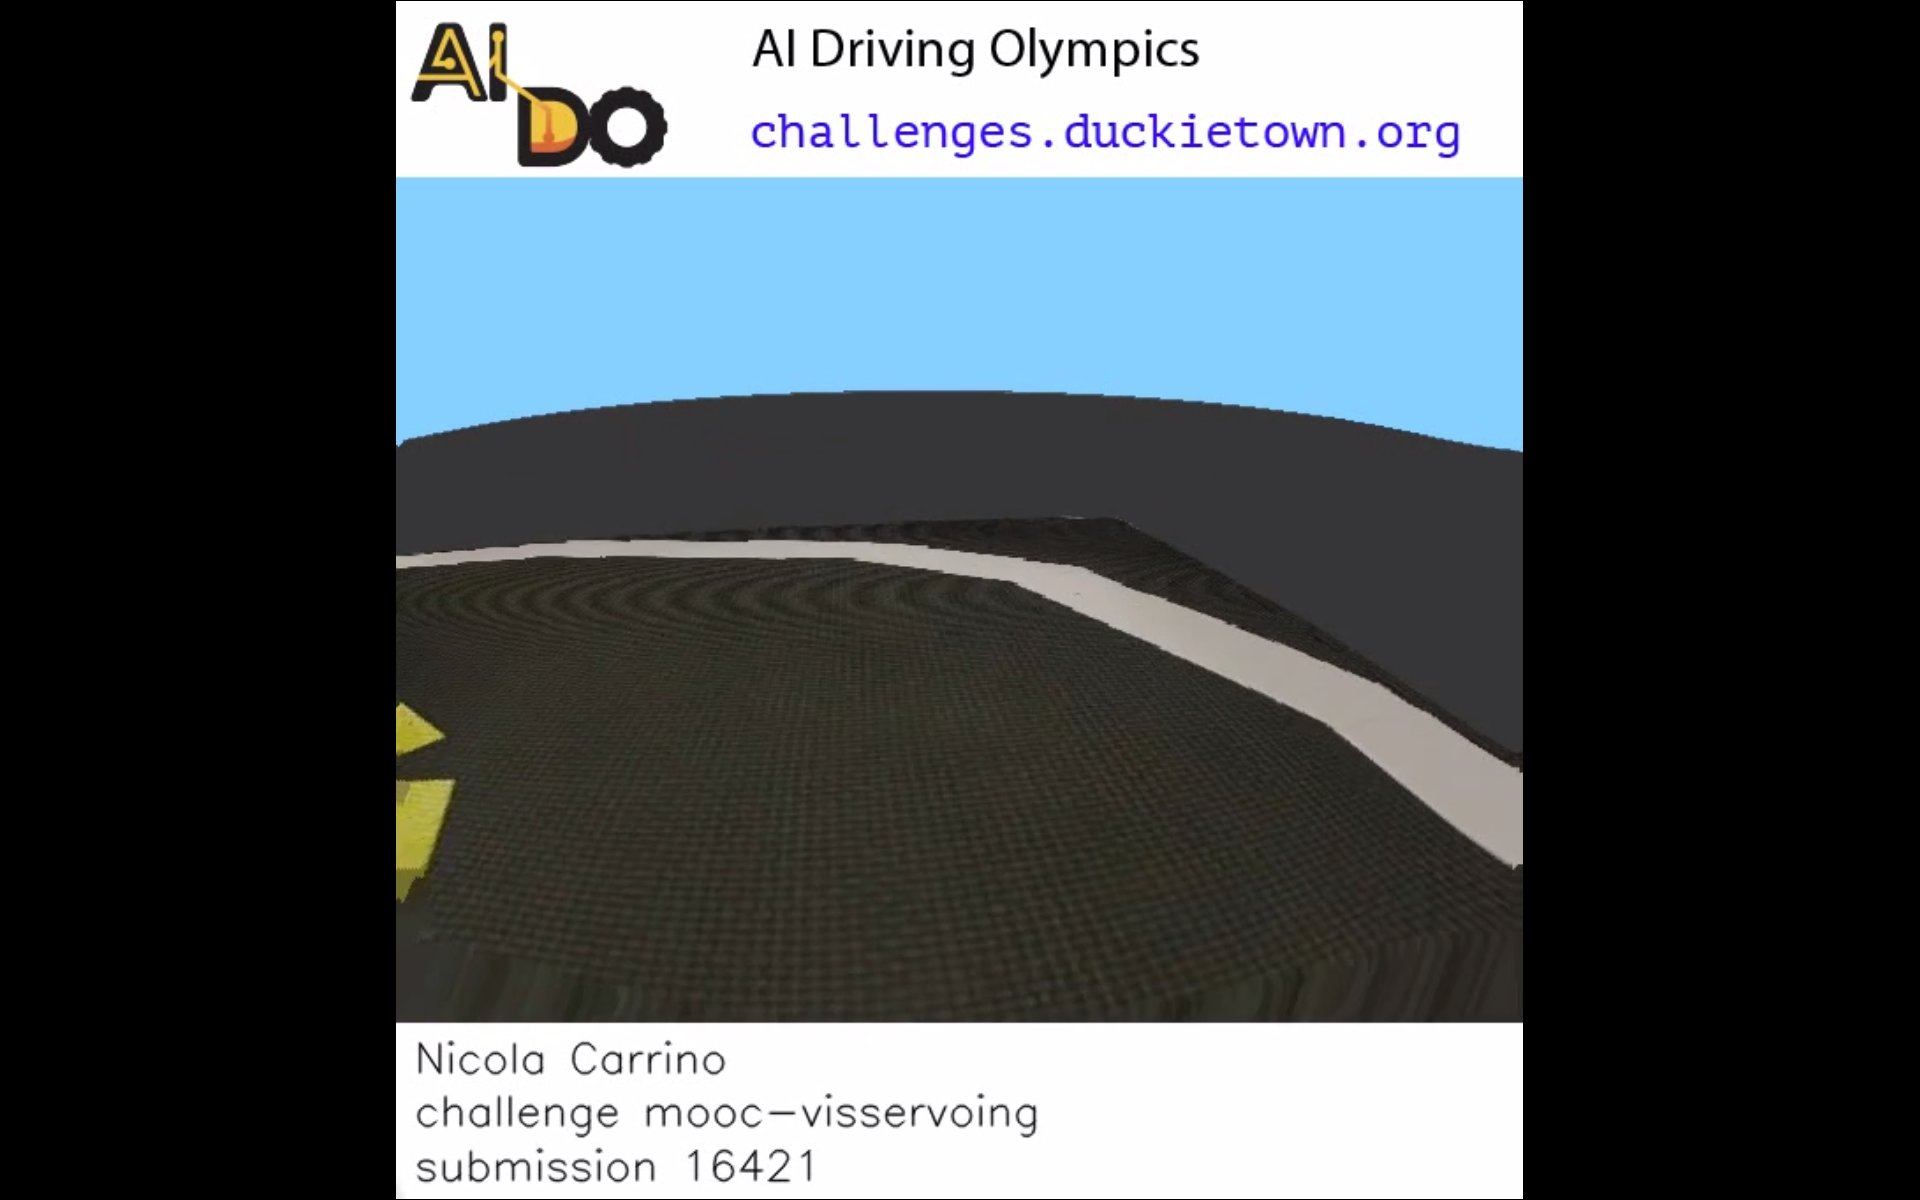 AI
DO
AI Driving Olympics
challenges.duckietown.org
Nicola Carrino
challenge mooc-visservoing
submission 16421